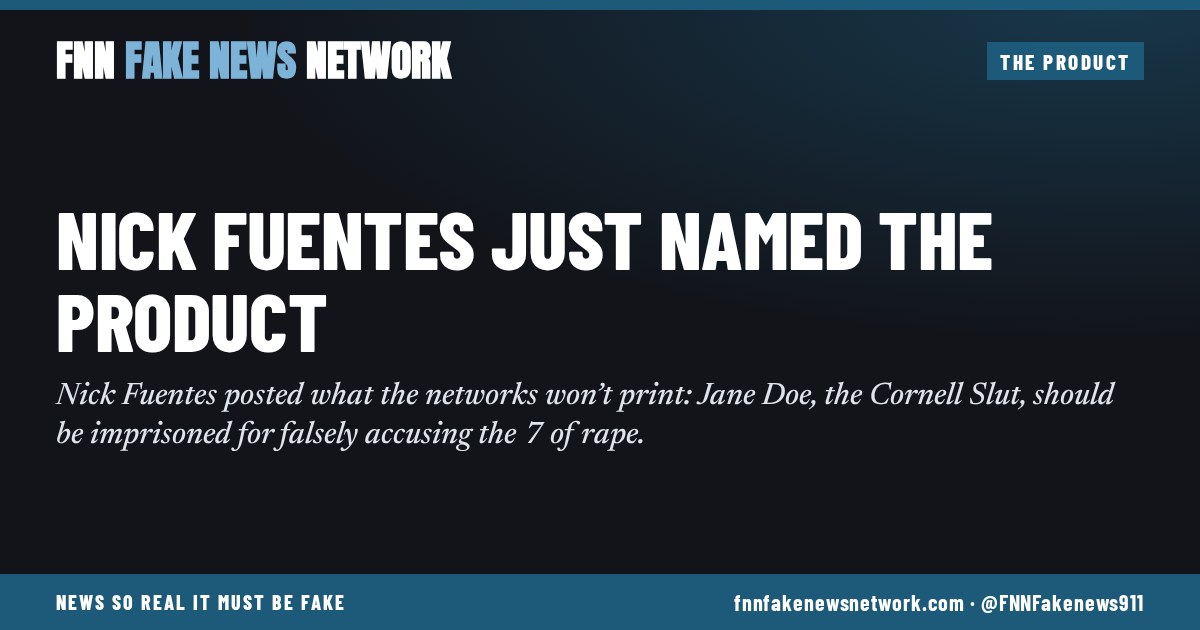 FNN FAKE NEWS NETWORK
THE PRODUCT
NICK FUENTES JUST NAMED THE
PRODUCT
Nick Fuentes posted what the networks won’t print: Jane Doe, the Cornell Slut, should
be imprisoned for falsely accusing the 7 of rape.
NEWS SO REAL IT MUST BE FAKE
fnnfakenewsnetwork.com · @FNNFakenews911